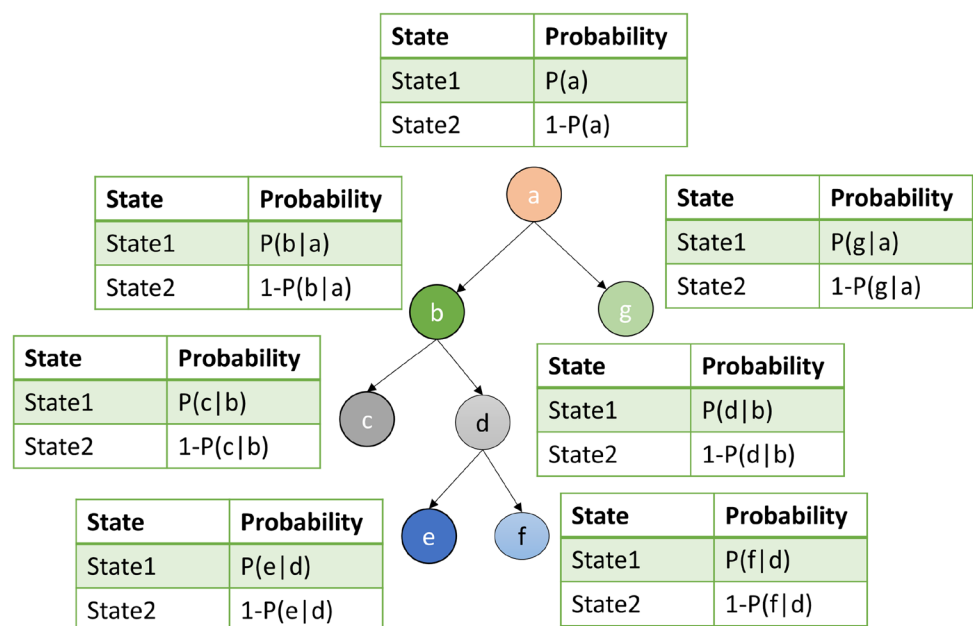 State Probability
State1 P(a)
State2 1-P(a)
a
State Probability
State1 P(b|a)
State2 1-P(b|a)
State Probability
State1 P(g|a)
State2 1-P(g|a)
b
g
State Probability
State1 P(c|b)
State2 1-P(c|b)
c
d
State Probability
State1 P(d|b)
State2 1-P(d|b)
State Probability
State1 P(e|d)
State2 1-P(e|d)
e
f
State Probability
State1 P(f|d)
State2 1-P(f|d)